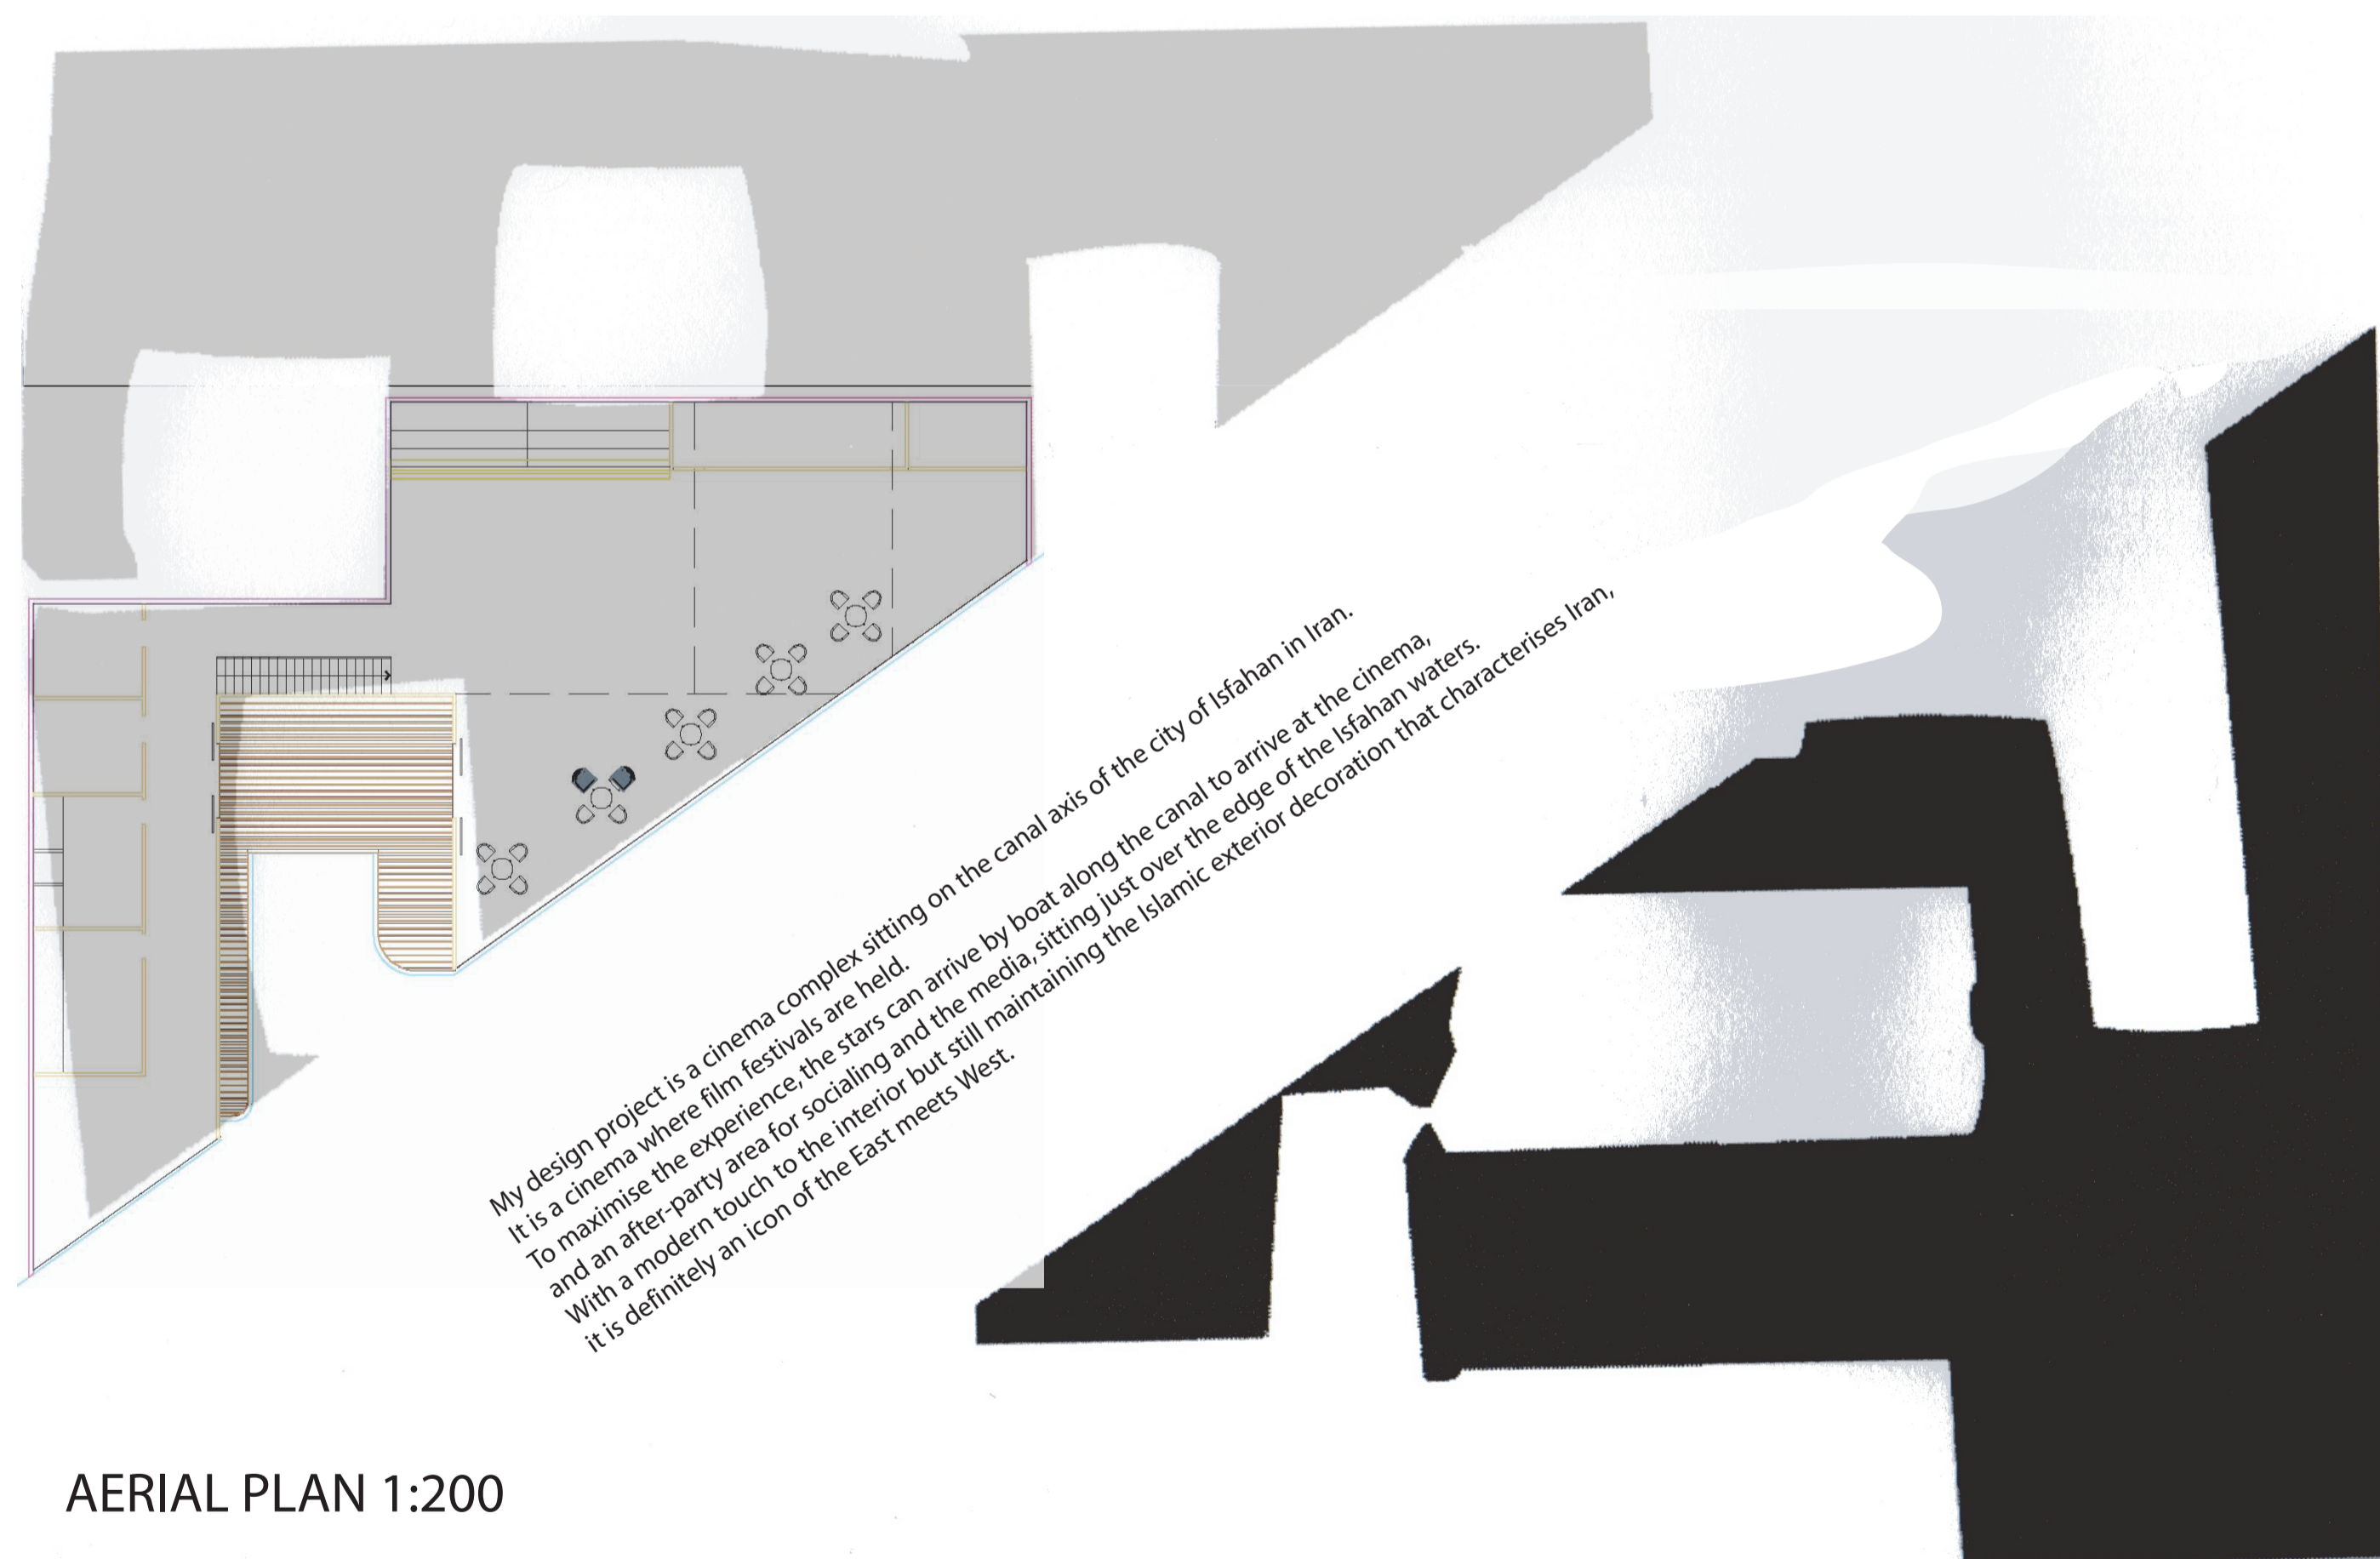 My design project is a cinema complex sitting on the canal axis of the city of Isfahan in Iran.
It is a cinema where film festivals are held.
To maximise the experience, the stars can arrive by boat along the canal to arrive at the cinema,
and an after-party area for socialing and the media, sitting just over the edge of the Isfahan waters.
With a modern touch to the interior but still maintaining the Islamic exterior decoration that characterises Iran,
it is definitely an icon of the East meets West.
AERIAL PLAN 1:200